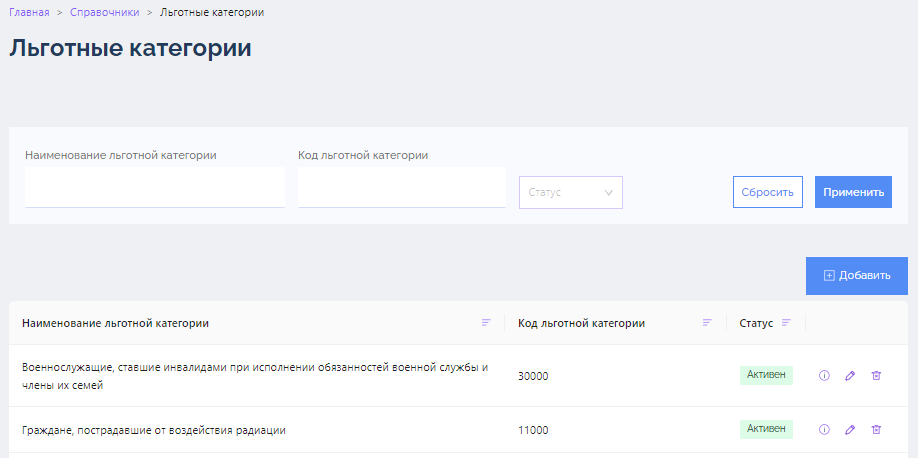 Главная > Справочники > Льготные категории
Льготные категории
Наименование льготной категории
Код льготной категории
Статус
Сбросить
Применить
Добавить
Наименование льготной категории
Код льготной категории
Статус
Военнослужащие, ставшие инвалидами при исполнении обязанностей военной службы и
члены их семей
30000
Активен
Граждане, пострадавшие от воздействия радиации
11000
Активен